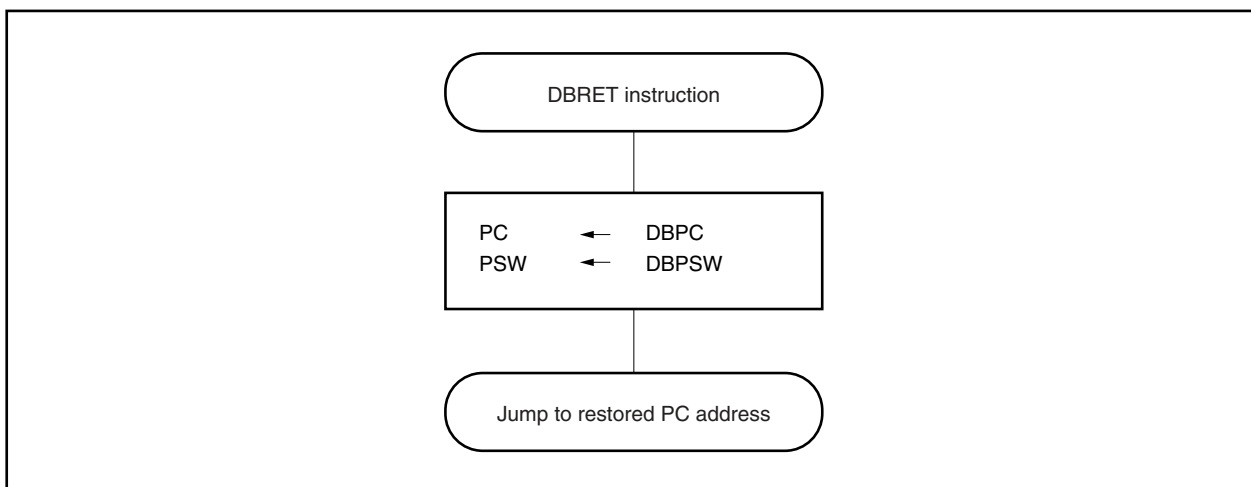 DBRET instruction
PC ← DBPC
PSW ← DBPSW
Jump to restored PC address